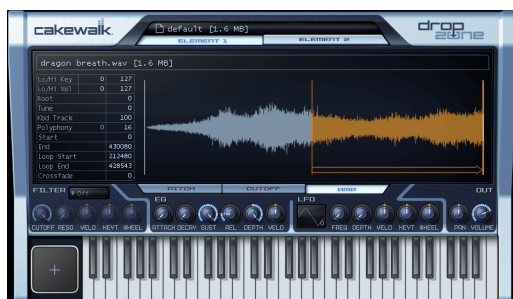 cakewalk.
default [1.6 MB]
drop zone
ELEMENT 1
ELEMENT 2
dragon breath.wav [1.6 MB]
Lo/Hi Key 0 127
Lo/Hi Vel 0 127
Root 0
Tune 0
Kbd Track 100
Polyphony 0 16
Start 0
End 430080
Loop Start 212480
Loop End 428543
Crossfade 0
FILTER Off
PITCH
CUTOFF
AMP
OUT
EG
LFO
6
CUTOFF RESO VELO KEYT WHEEL
ATTACK DECAY SUST REL DEPTH VELO
FREQ DEPTH VELO KEYT WHEEL
PAN VOLUME
+